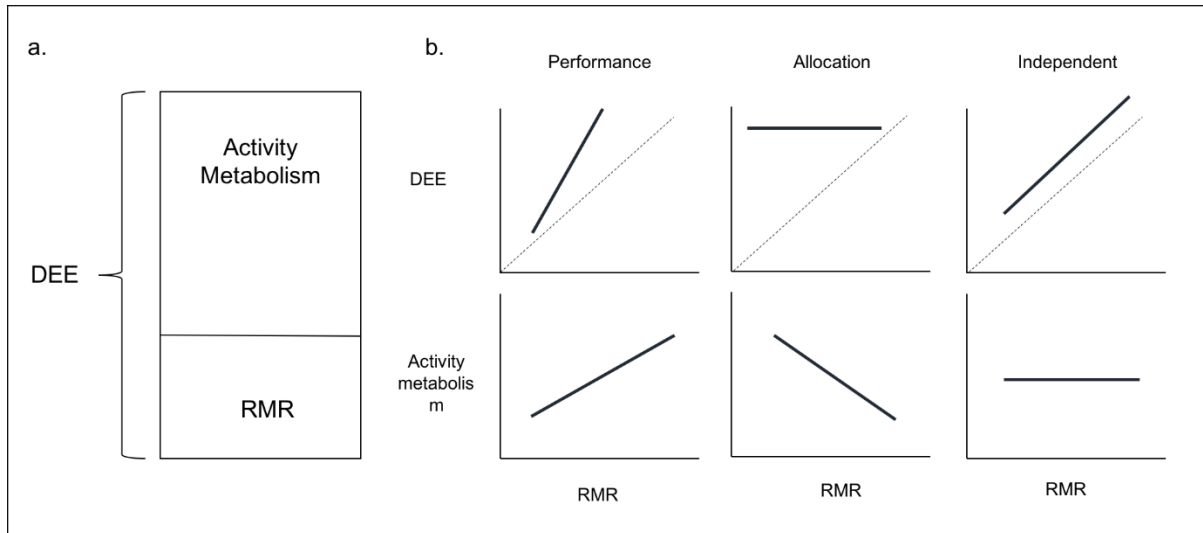 a.
Activity
Metabolism
DEE
RMR
b.
Performance
Allocation
Independent
DEE
Activity
metabolis
m
RMR
RMR
RMR